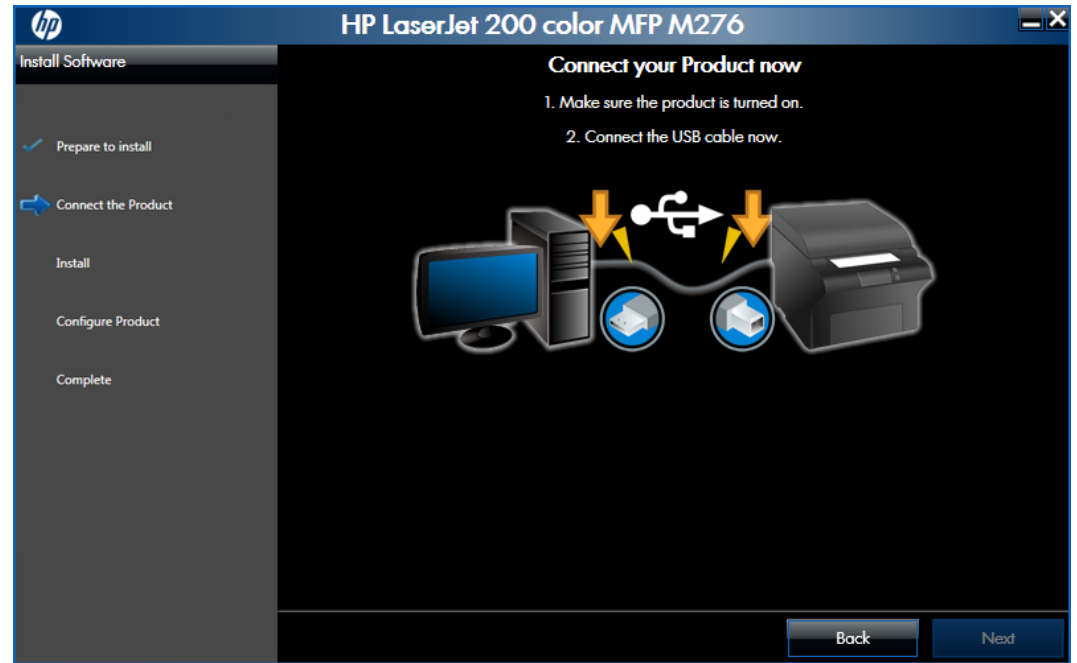 hp
HP LaserJet 200 color MFP M276
Install Software
Connect your Product now
1. Make sure the product is turned on.
2. Connect the USB cable now.
Prepare to install
Connect the Product
Install
Configure Product
Complete
Back
Next